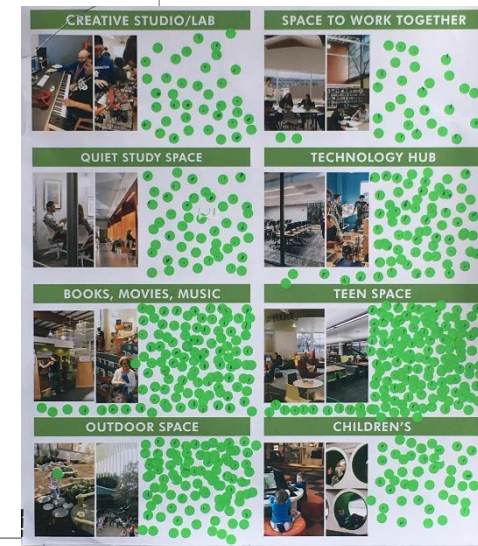 CREATIVE STUDIO/LAB
SPACE TO WORK TOGETHER
QUIET STUDY SPACE
TECHNOLOGY HUB
BOOKS, MOVIES, MUSIC
TEEN SPACE
OUTDOOR SPACE
CHILDREN'S